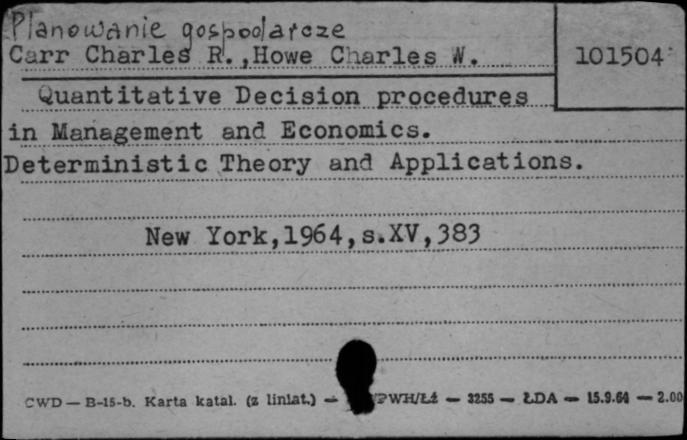 Planowanie gospodarcze
Carr Charles R.,Howe Charles W.
101504
Quantitative Decision procedures
in Management and Economics.
Deterministic Theory and Applications.
New York,1964,s.XV,383
CWD — B-15-b. Karta katal. (z liniat.) — PWH/Łź — 3255 — ŁDA — 15.9.64 — 2.00